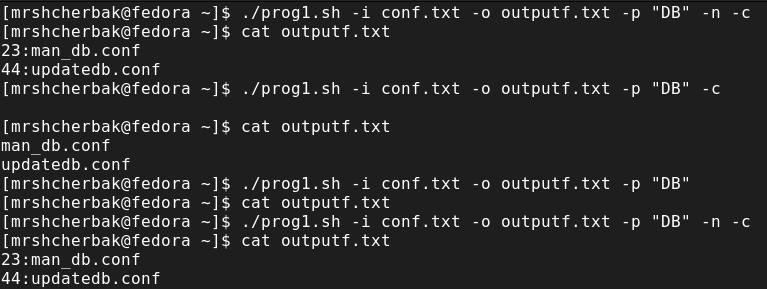 [mrshcherbak@fedora ~]$ ./prog1.sh -i conf.txt -o outputf.txt -p "DB" -n -c
[mrshcherbak@fedora ~]$ cat outputf.txt
23:man_db.conf
44:updatedb.conf
[mrshcherbak@fedora ~]$ ./prog1.sh -i conf.txt -o outputf.txt -p "DB" -c
[mrshcherbak@fedora ~]$ cat outputf.txt
man_db.conf
updatedb.conf
[mrshcherbak@fedora ~]$ ./prog1.sh -i conf.txt -o outputf.txt -p "DB"
[mrshcherbak@fedora ~]$ cat outputf.txt
[mrshcherbak@fedora ~]$ ./prog1.sh -i conf.txt -o outputf.txt -p "DB" -n -c
[mrshcherbak@fedora ~]$ cat outputf.txt
23:man_db.conf
44:updatedb.conf